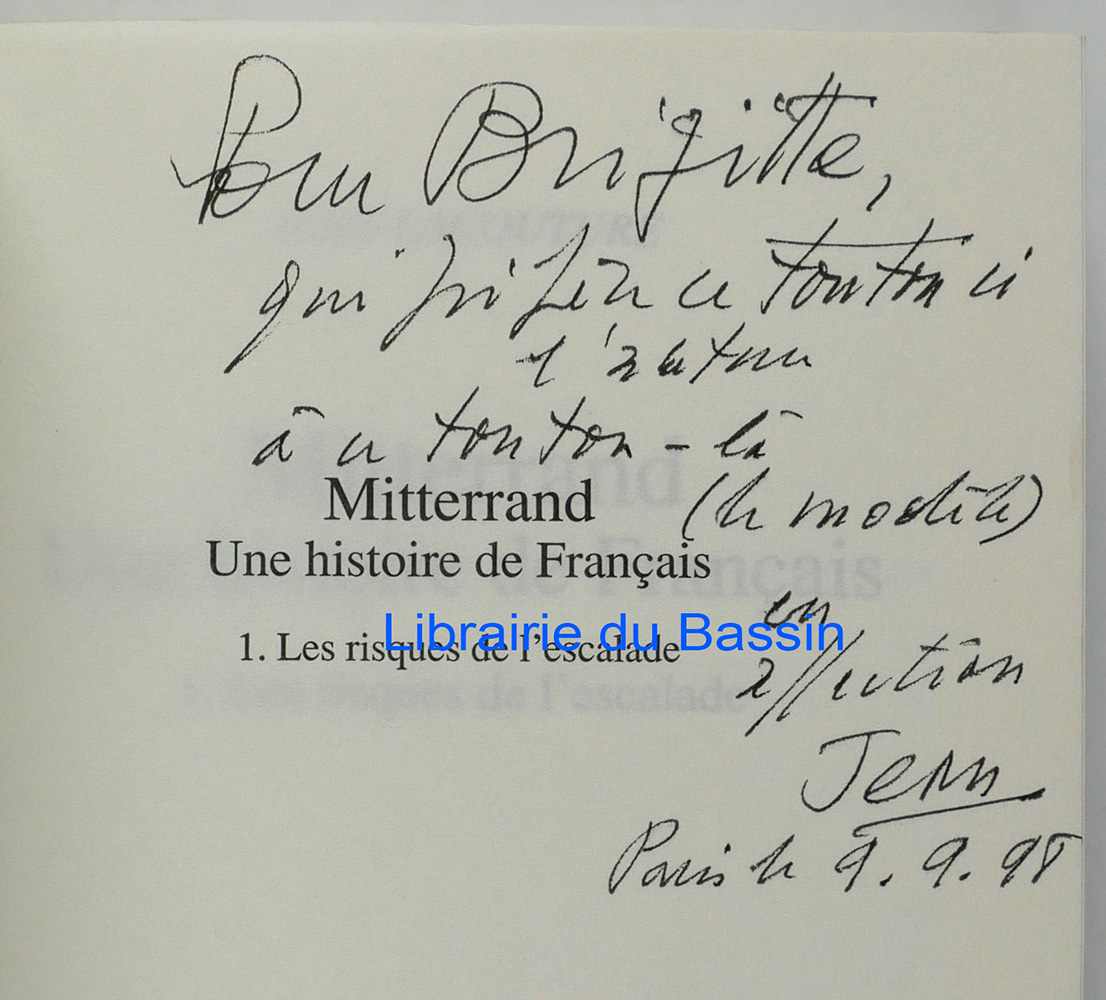 Pour Brigitte,
qui préfère ce tonton ci
l'auteur
à ce tonton-là
(le modèle)
Mitterrand
Une histoire de Français
en
1. Les risques de l'escalade
Librairie du Bassin
affection
Jean
Paris le 9.9.98